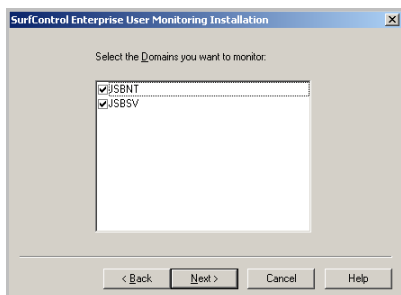 SurfControl Enterprise User Monitoring Installation
Select the Domains you want to monitor:
JSBNT
JSBSV
< Back Next > Cancel Help